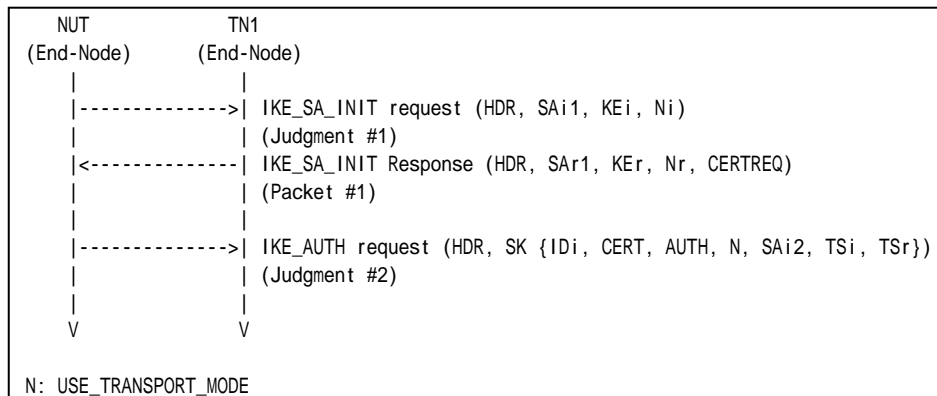 NUT TN1
(End-Node) (End-Node)
| |
|-------------->| IKE_SA_INIT request (HDR, SAi1, KEi, Ni)
| | (Judgment #1)
|<--------------| IKE_SA_INIT Response (HDR, SAr1, KEr, Nr, CERTREQ)
| | (Packet #1)
| |
|-------------->| IKE_AUTH request (HDR, SK {IDi, CERT, AUTH, N, SAi2, TSi, TSr})
| | (Judgment #2)
| |
V V
N: USE_TRANSPORT_MODE